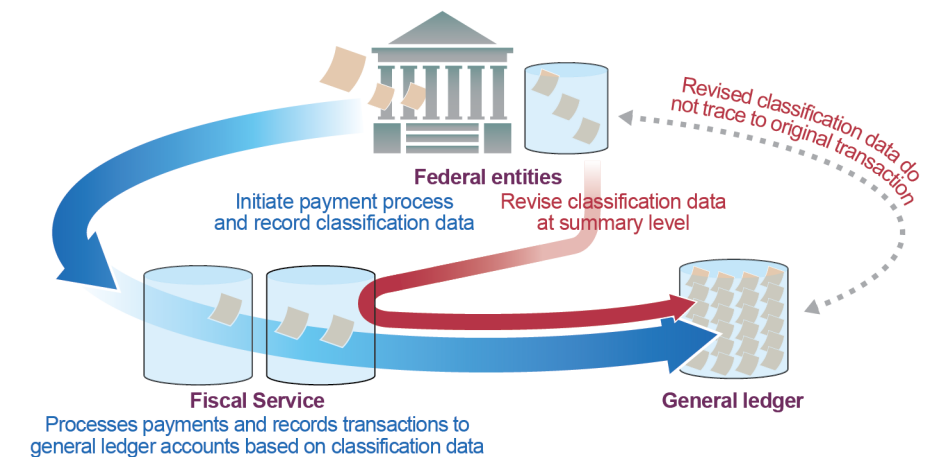 Revised classification data do
not trace to original transaction
Federal entities
Initiate payment process
and record classification data
Revise classification data
at summary level
Fiscal Service
Processes payments and records transactions to
general ledger accounts based on classification data
General ledger